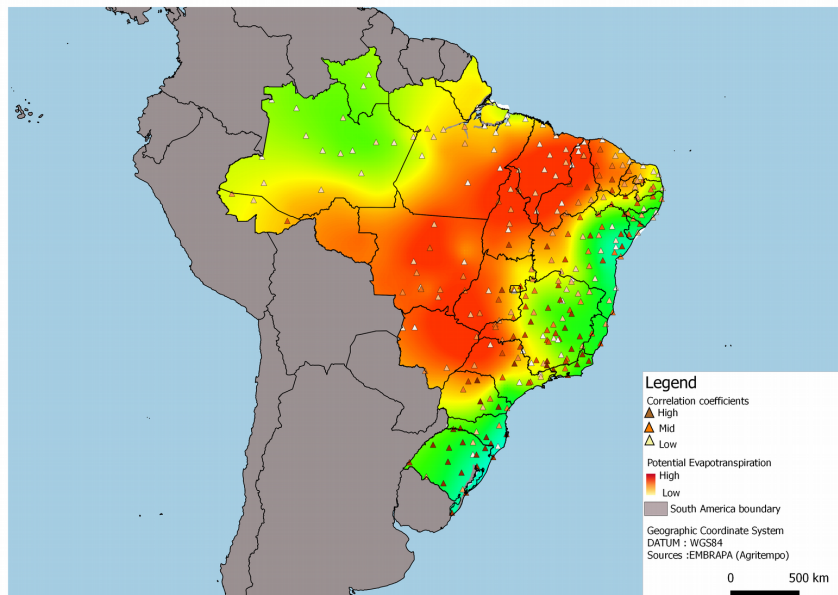 Legend
Correlation coefficients
High
Mid
Low
Potential Evapotranspiration
High
Low
South America boundary
Geographic Coordinate System
DATUM : WGS84
Sources :EMBRAPA (Agritempo)
0 500 km